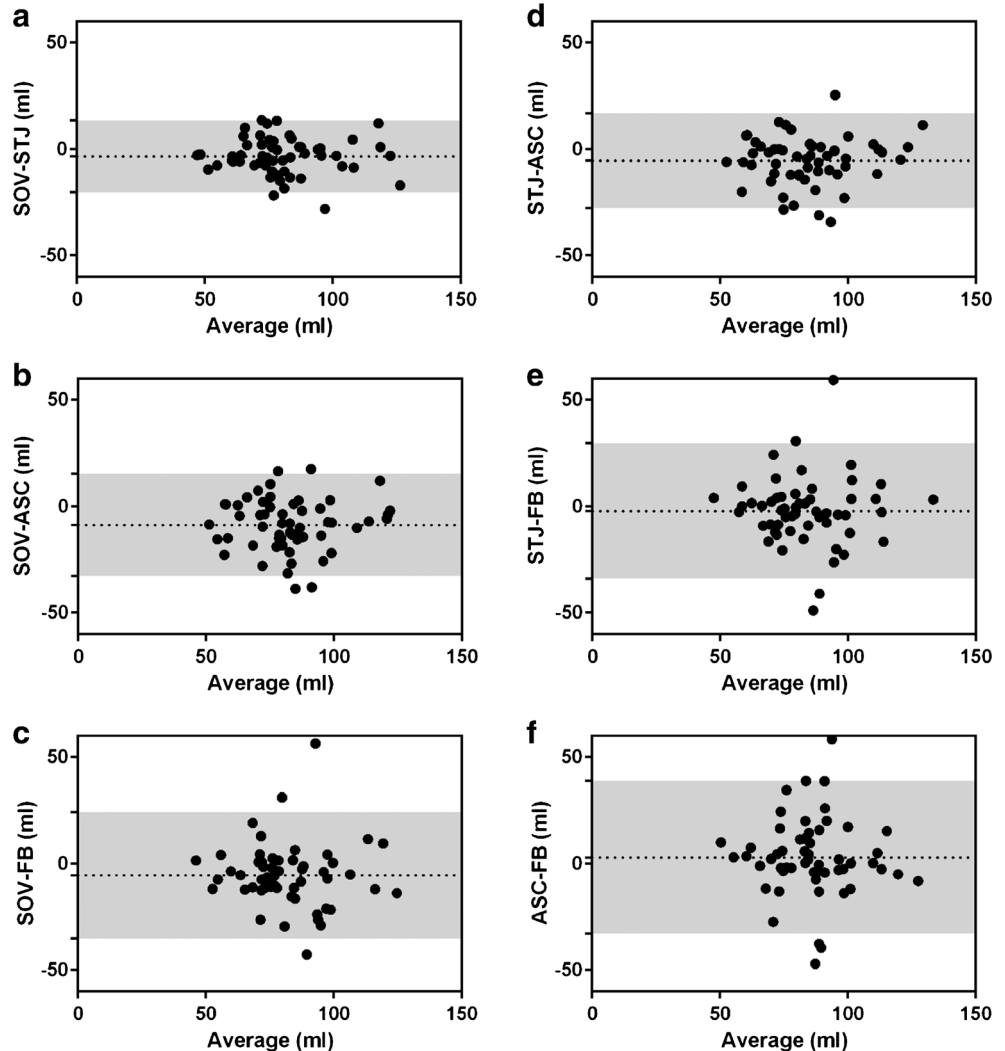 a
SOV-STJ (ml)
50
0
-50
0 50 100 150
Average (ml)
b
SOV-ASC (ml)
50
0
-50
0 50 100 150
Average (ml)
c
SOV-FB (ml)
50
0
-50
0 50 100 150
Average (ml)
d
STJ-ASC (ml)
50
0
-50
0 50 100 150
Average (ml)
e
STJ-FB (ml)
50
0
-50
0 50 100 150
Average (ml)
f
ASC-FB (ml)
50
0
-50
0 50 100 150
Average (ml)